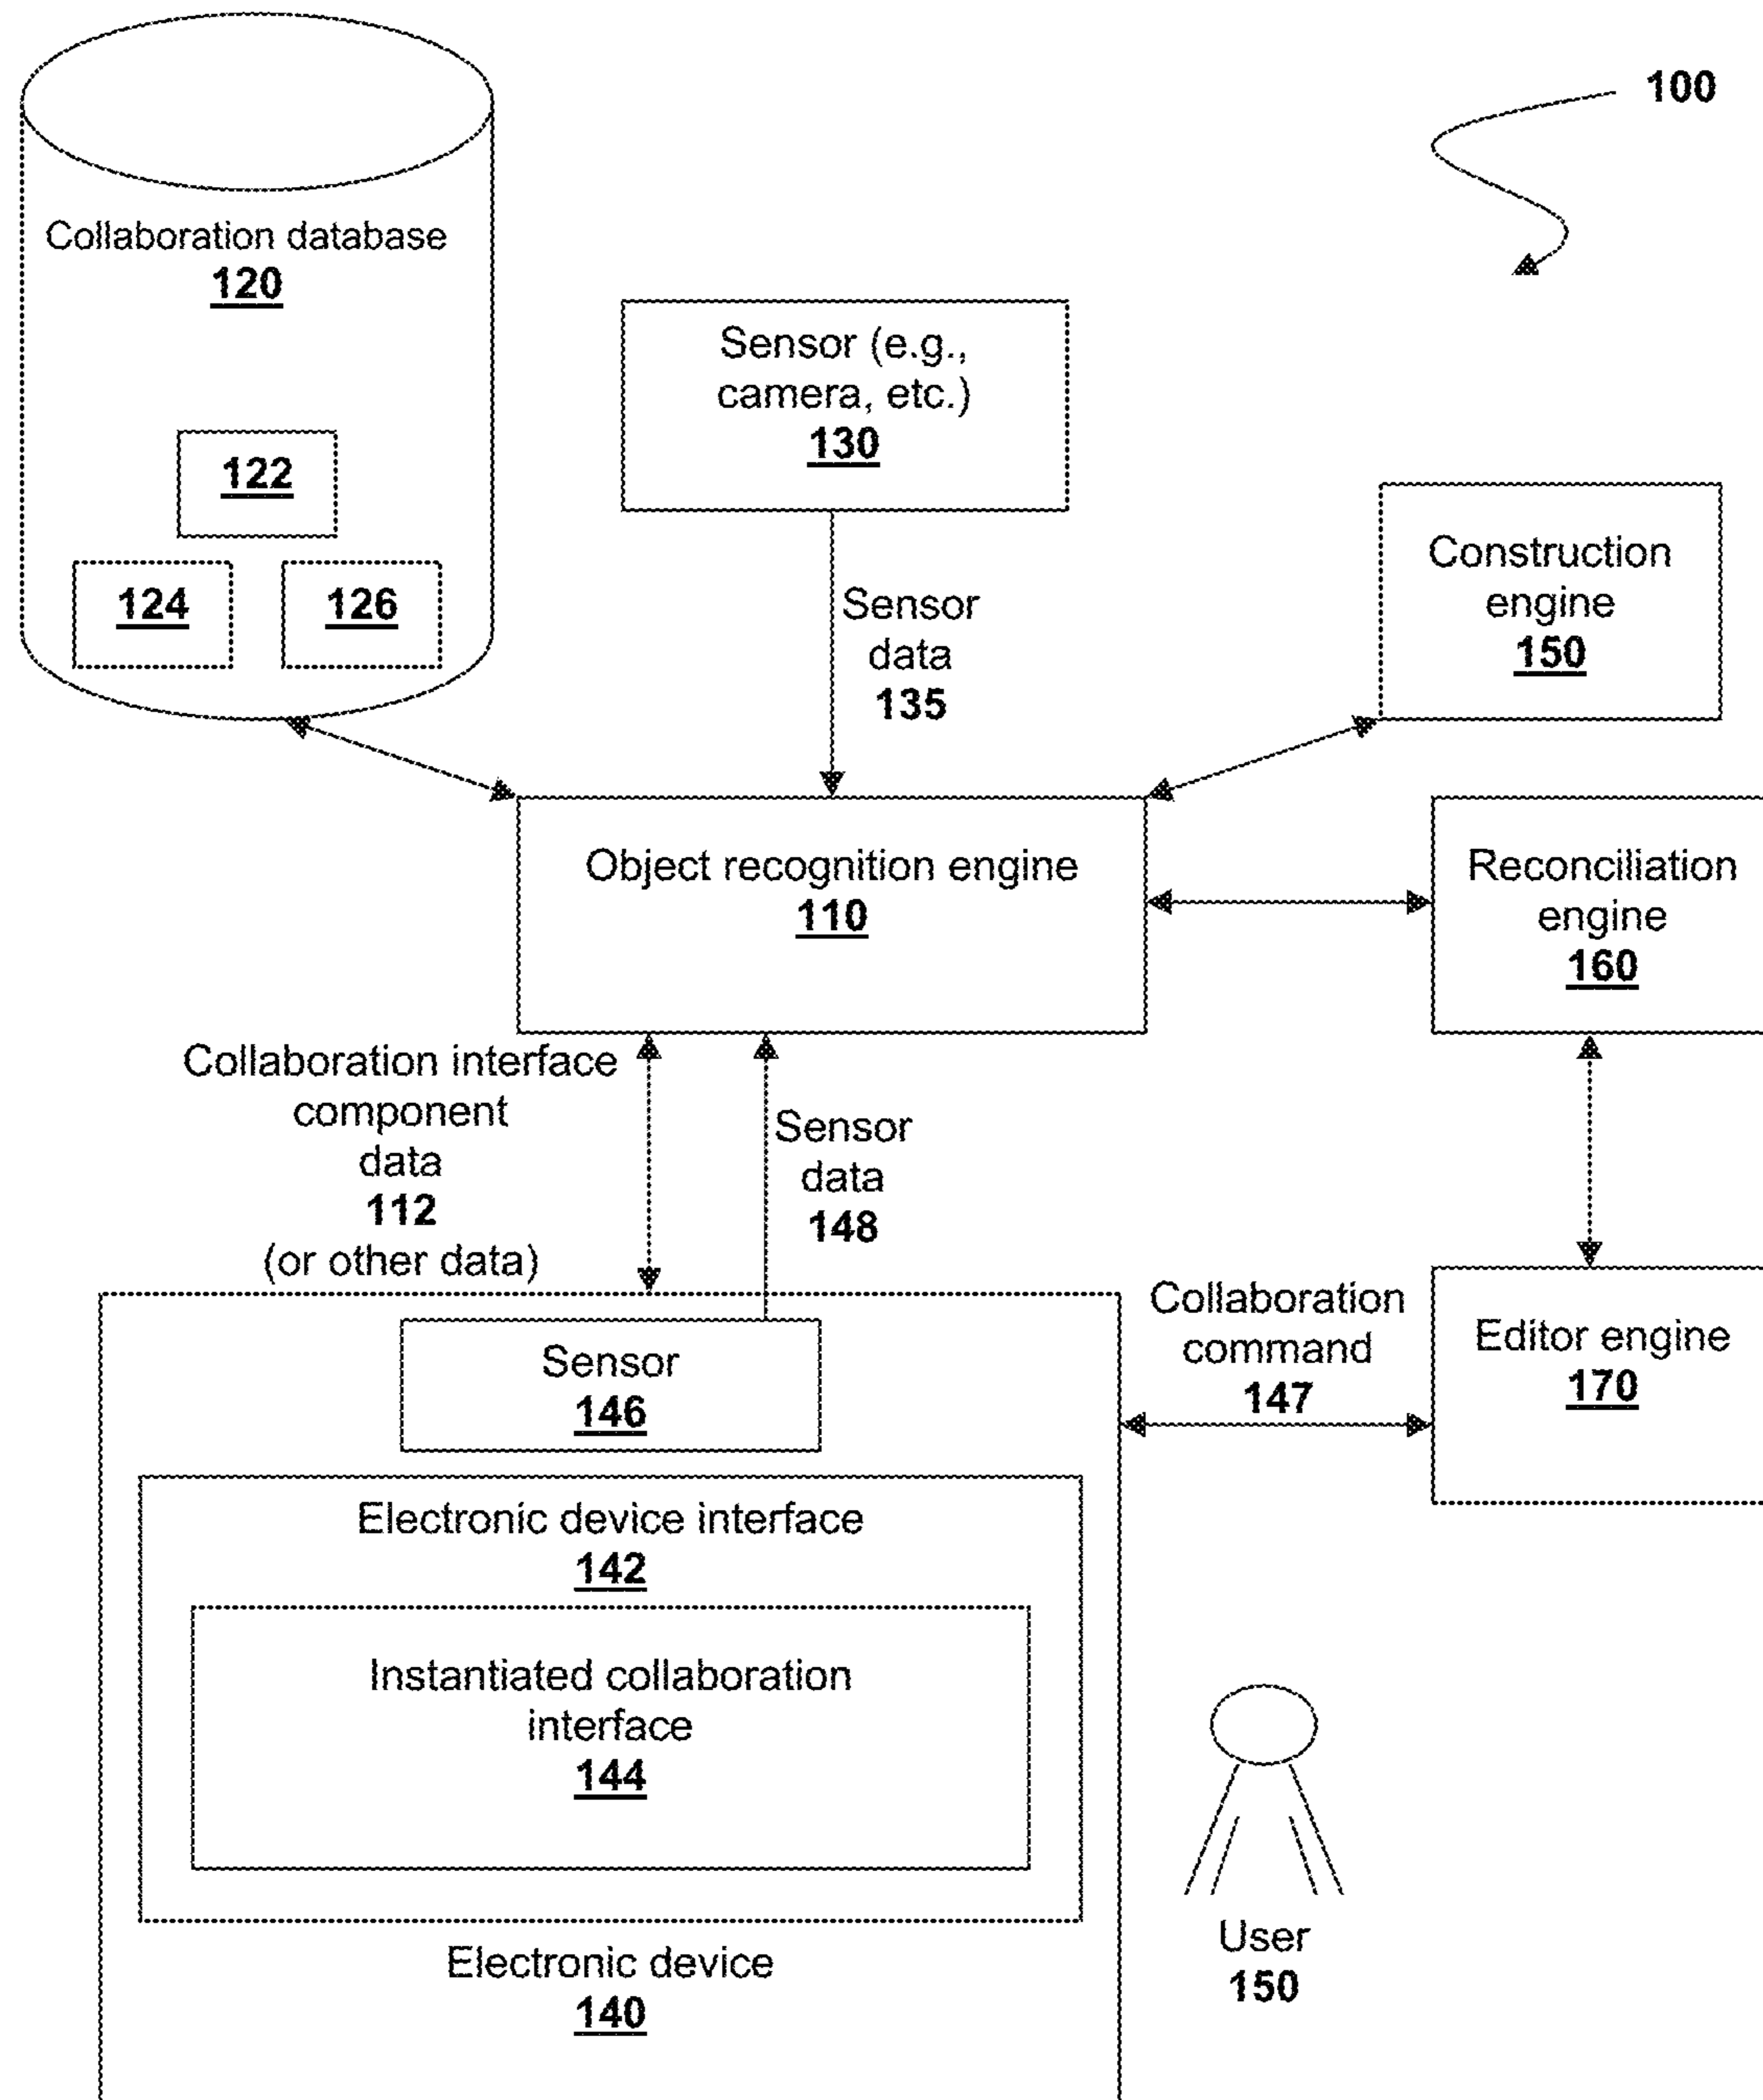 100
Collaboration database
120
Sensor (e.g.,
camera, etc.)
130
122
124
126
Sensor
data
135
Construction
engine
150
Object recognition engine
110
Reconciliation
engine
160
Collaboration interface
component
data
112
(or other data)
Sensor
data
148
Sensor
146
Collaboration
command
147
Editor engine
170
Electronic device interface
142
Instantiated collaboration
interface
144
Electronic device
140
User
150